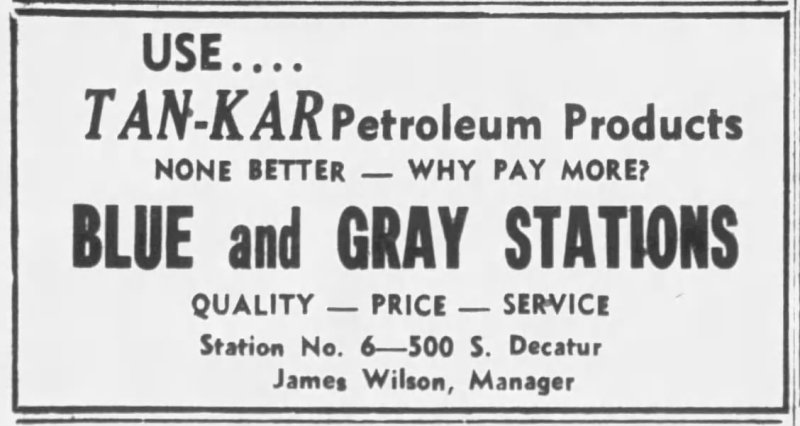 USE....
TAN-KAR Petroleum Products
NONE BETTER — WHY PAY MORE?
BLUE and GRAY STATIONS
QUALITY — PRICE — SERVICE
Station No. 6—500 S. Decatur
James Wilson, Manager